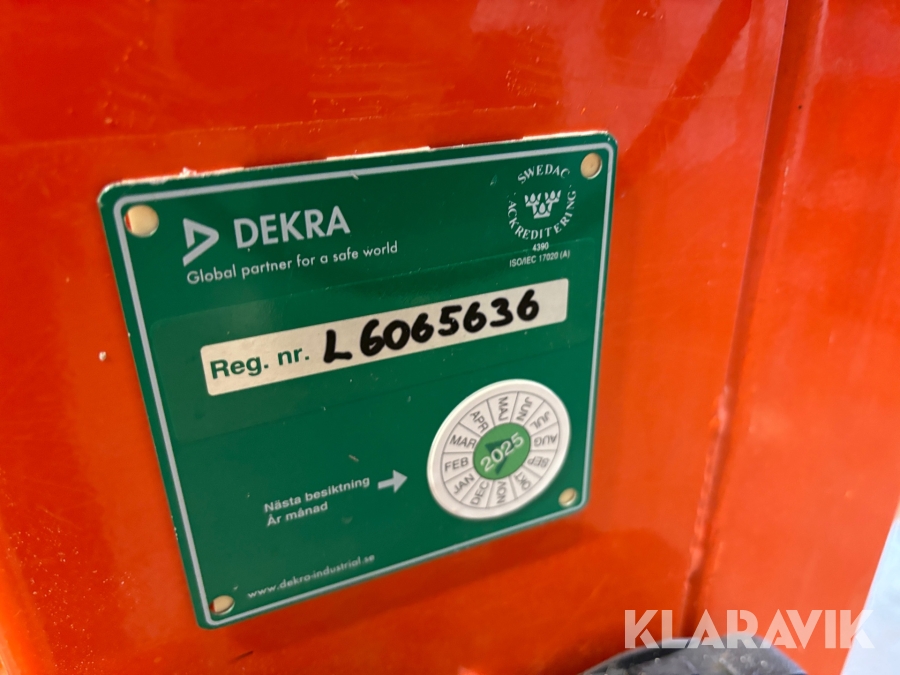 DEKRA
Global partner for a safe world
SWEDAC
ACKREDITERING
4390
ISO/IEC 17020 (A)
Reg. nr. L6065636
JAN FEB MAR APR MAJ JUN JUL AUG SEP OKT NOV DEC
2025
Nästa besiktning
År månad
www.dekra-industrial.se
KLARAVIK